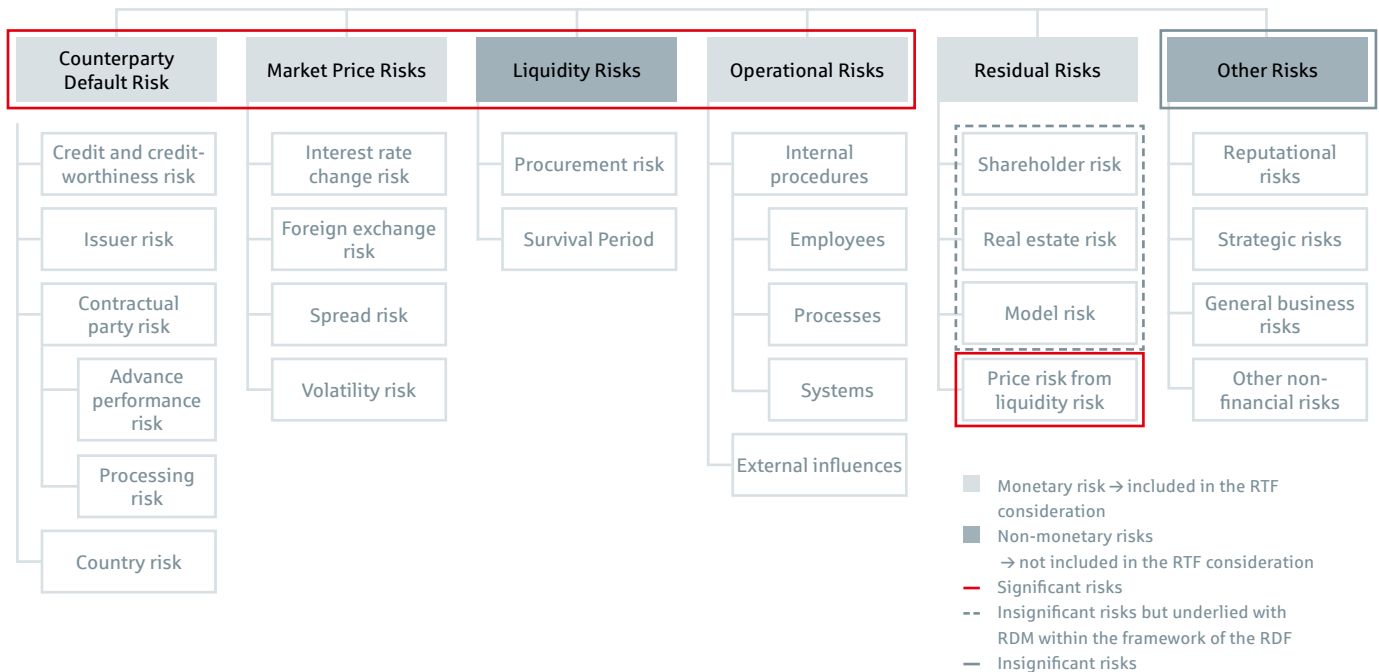 Counterparty
Default Risk
Market Price Risks
Liquidity Risks
Operational Risks
Residual Risks
Other Risks
Credit and credit-
worthiness risk
Issuer risk
Contractual
party risk
Advance
performance
risk
Processing
risk
Country risk
Interest rate
change risk
Foreign exchange
risk
Spread risk
Volatility risk
Procurement risk
Survival Period
Internal
procedures
Employees
Processes
Systems
External influences
Shareholder risk
Real estate risk
Model risk
Price risk from
liquidity risk
Reputational
risks
Strategic risks
General business
risks
Other non-
financial risks
Monetary risk → included in the RTF
consideration
Non-monetary risks
→ not included in the RTF consideration
Significant risks
Insignificant risks but underlied with
RDM within the framework of the RDF
Insignificant risks